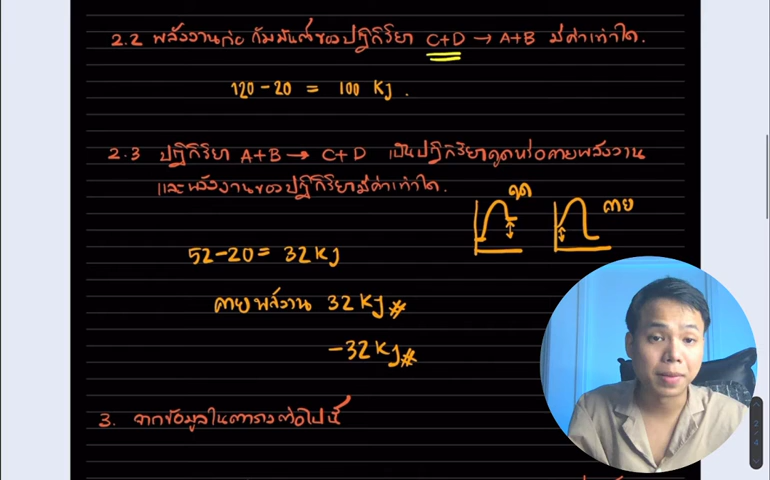 2.2 พลังงานก่อกัมมันต์ของปฏิกิริยา C+D → A+B มีค่าเท่าใด.
120-20 = 100 KJ.
2.3 ปฏิกิริยา A+B → C+D เป็นปฏิกิริยาดูดหรือคายพลังงาน
และพลังงานของปฏิกิริยามีค่าเท่าใด.
ดูด
คาย
52-20 = 32 KJ
คายพลังงาน 32 KJ #
-32 KJ #
3. จากข้อมูลในตารางต่อไปนี้